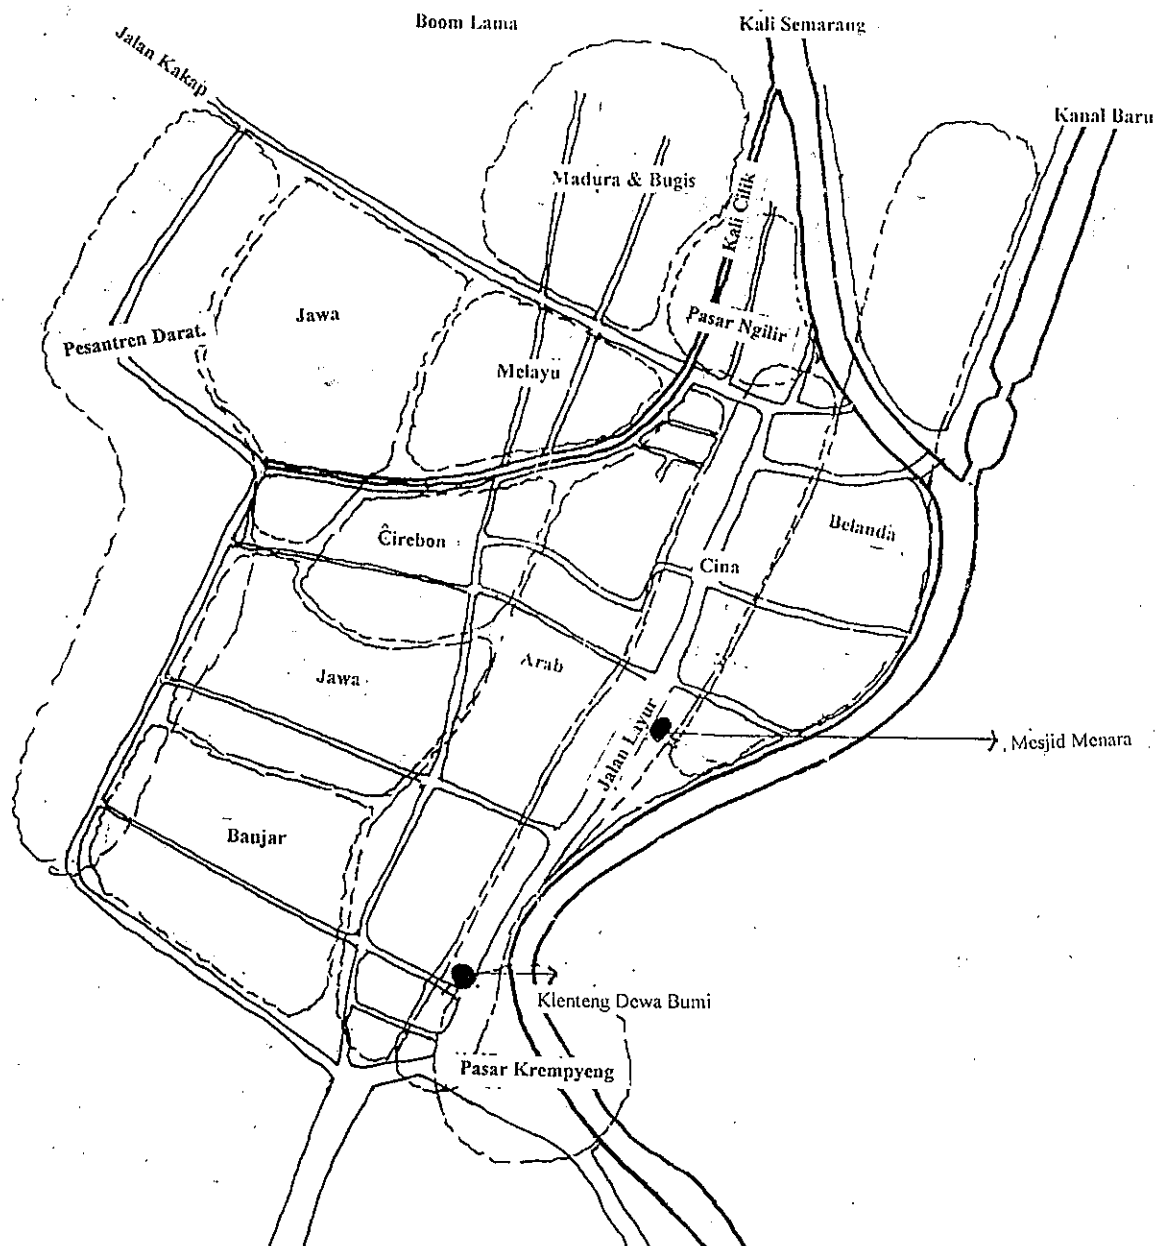 Boom Lama
Kali Semarang
Jalan Kakap
Kanal Baru
Madura & Bugis
Kali Cilik
Jawa
Pasar Ngilir
Pesantren Darat.
Melayu
Cirebon
Belanda
Cina
Arab
Jawa
Jalan Layur
Mesjid Menara
Banjar
Klenteng Dewa Bumi
Pasar Krempyeng